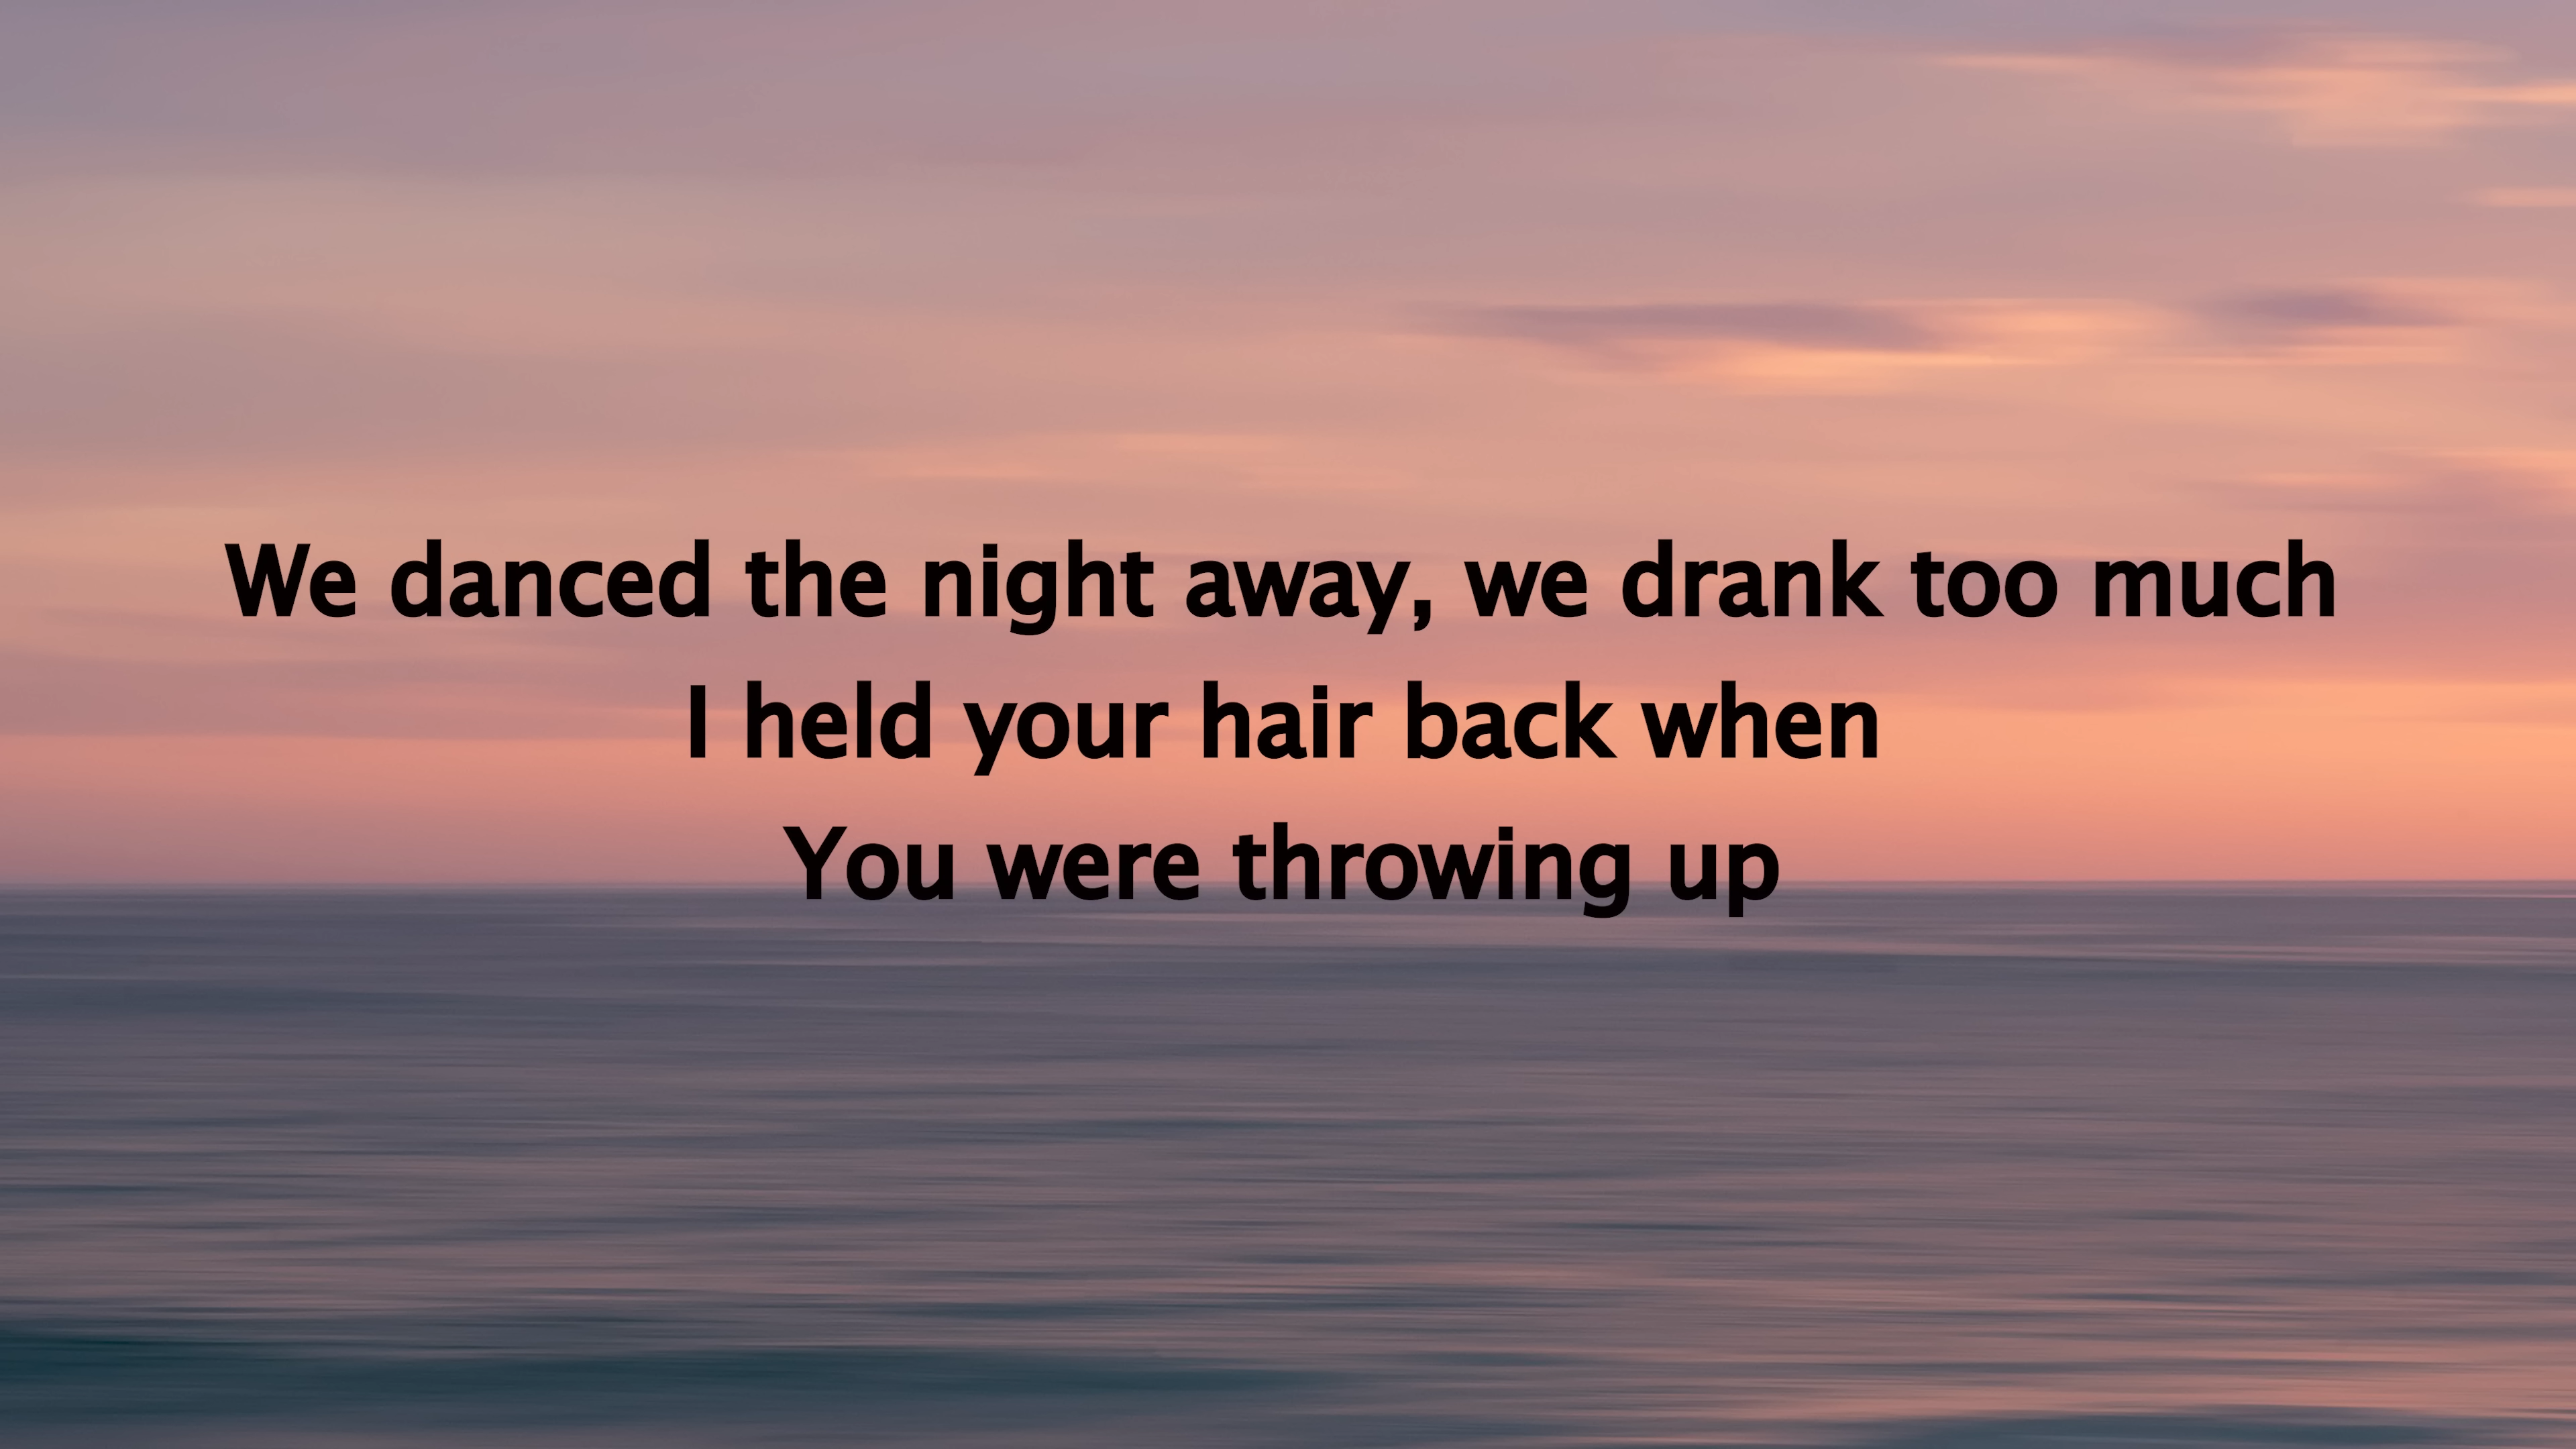 We danced the night away, we drank too much
I held your hair back when
You were throwing up